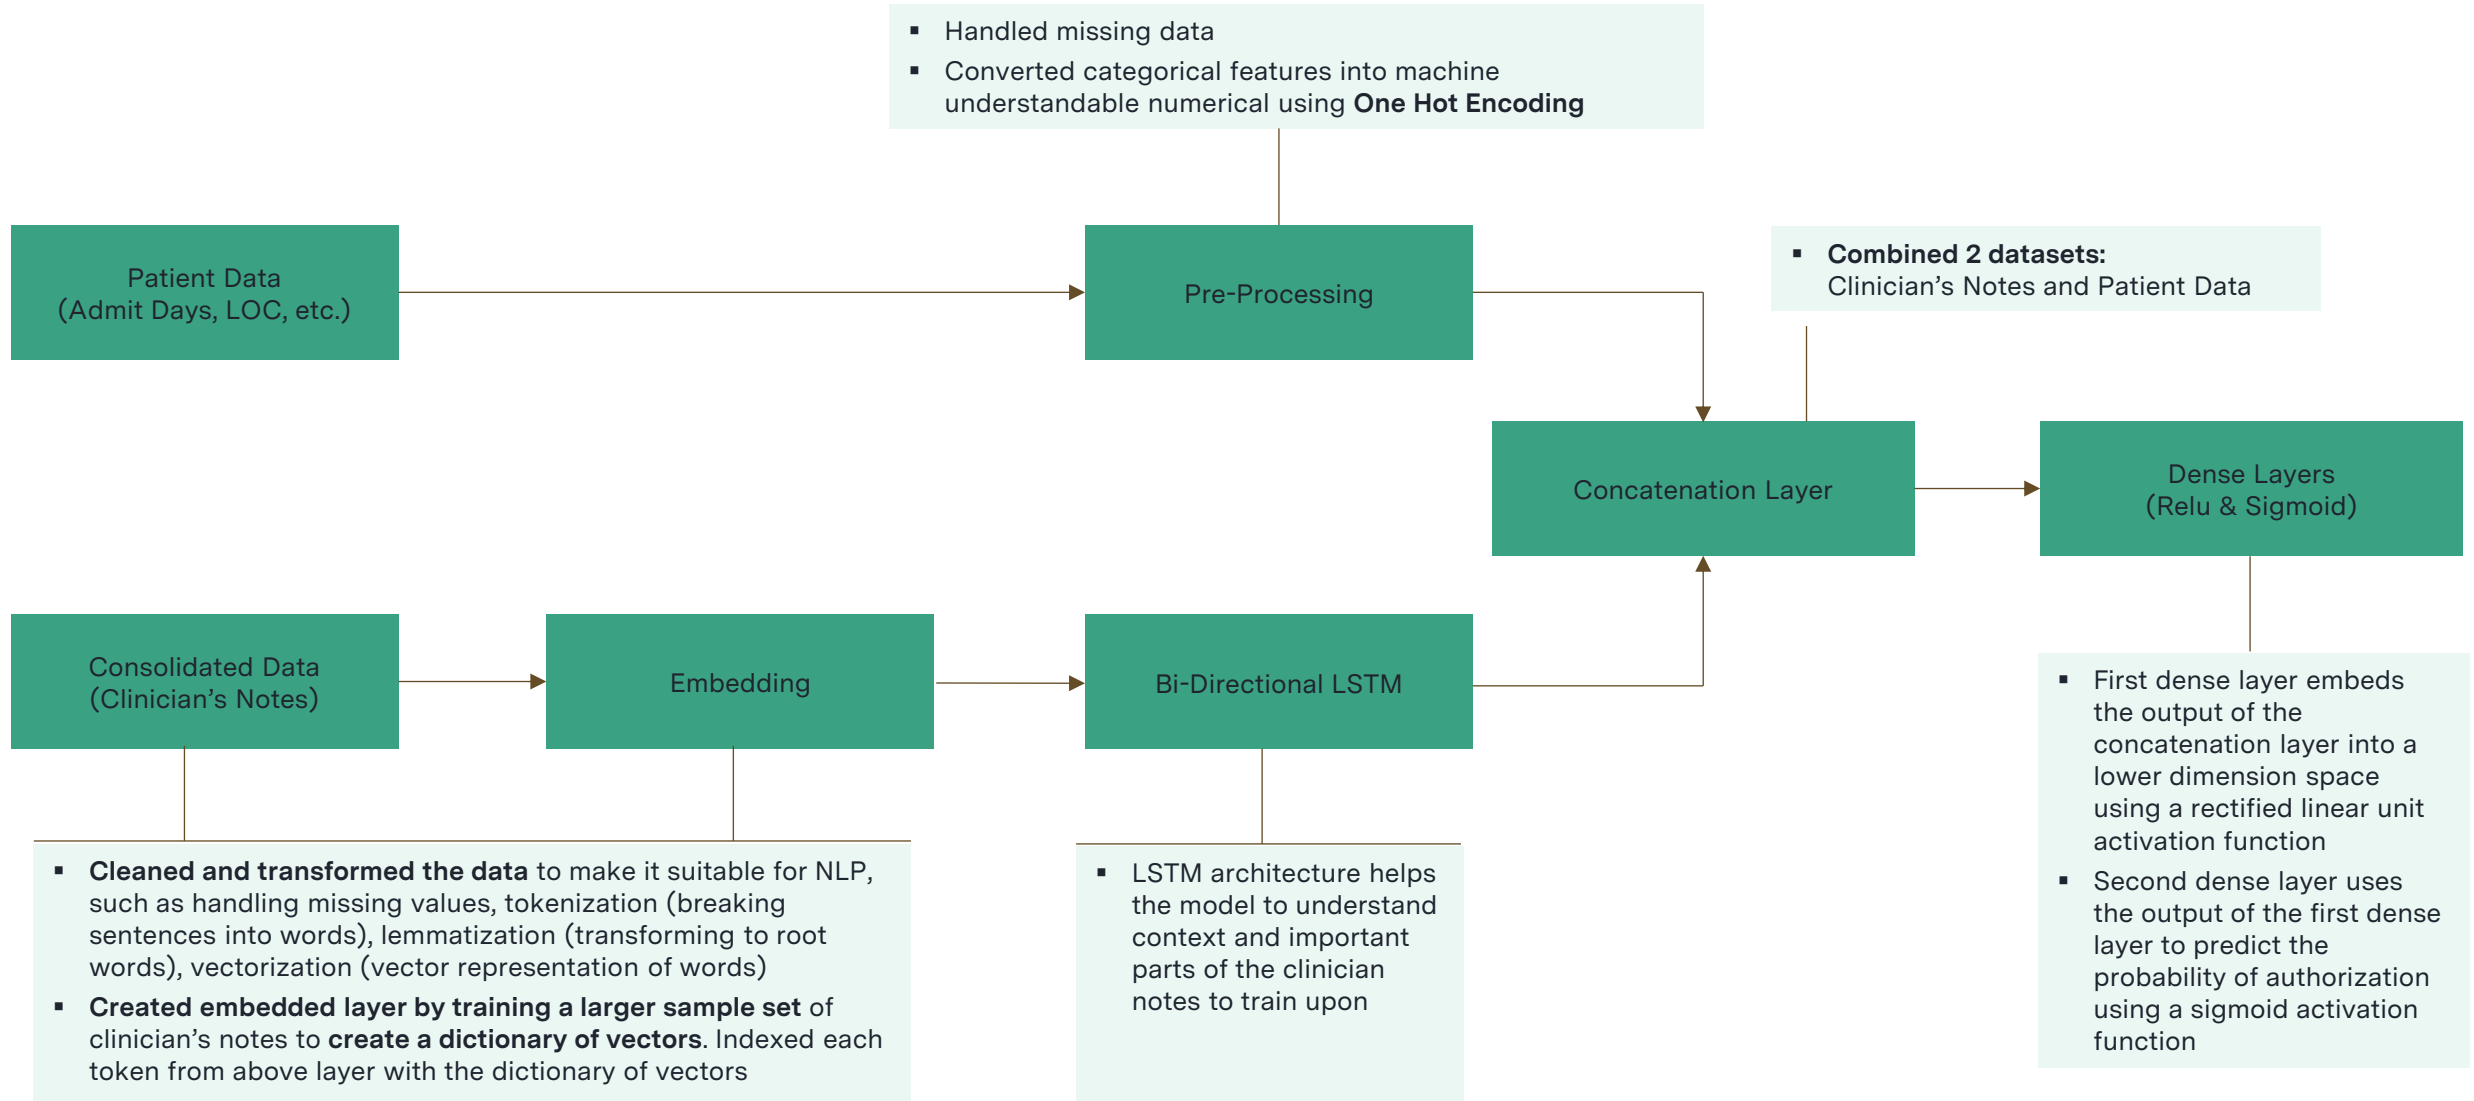 ▪ Handled missing data
▪ Converted categorical features into machine
understandable numerical using One Hot Encoding
Patient Data
(Admit Days, LOC, etc.)
Pre-Processing
▪ Combined 2 datasets:
Clinician’s Notes and Patient Data
Concatenation Layer
Dense Layers
(Relu & Sigmoid)
Consolidated Data
(Clinician’s Notes)
Embedding
Bi-Directional LSTM
▪ Cleaned and transformed the data to make it suitable for NLP,
such as handling missing values, tokenization (breaking
sentences into words), lemmatization (transforming to root
words), vectorization (vector representation of words)
▪ Created embedded layer by training a larger sample set of
clinician’s notes to create a dictionary of vectors. Indexed each
token from above layer with the dictionary of vectors
▪ LSTM architecture helps
the model to understand
context and important
parts of the clinician
notes to train upon
▪ First dense layer embeds
the output of the
concatenation layer into a
lower dimension space
using a rectified linear unit
activation function
▪ Second dense layer uses
the output of the first dense
layer to predict the
probability of authorization
using a sigmoid activation
function